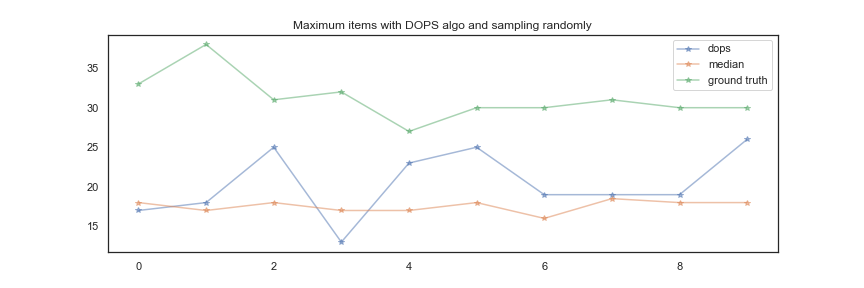 Maximum items with DOPS algo and sampling randomly
dops
median
ground truth
35
30
25
20
15
0 2 4 6 8